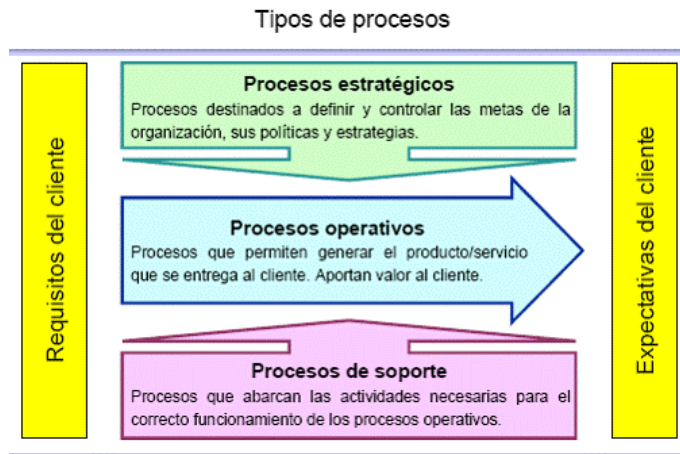 Tipos de procesos
Requisitos del cliente
Procesos estratégicos
Procesos destinados a definir y controlar las metas de la
organización, sus políticas y estrategias.
Procesos operativos
Procesos que permiten generar el producto/servicio
que se entrega al cliente. Aportan valor al cliente.
Procesos de soporte
Procesos que abarcan las actividades necesarias para el
correcto funcionamiento de los procesos operativos.
Expectativas del cliente